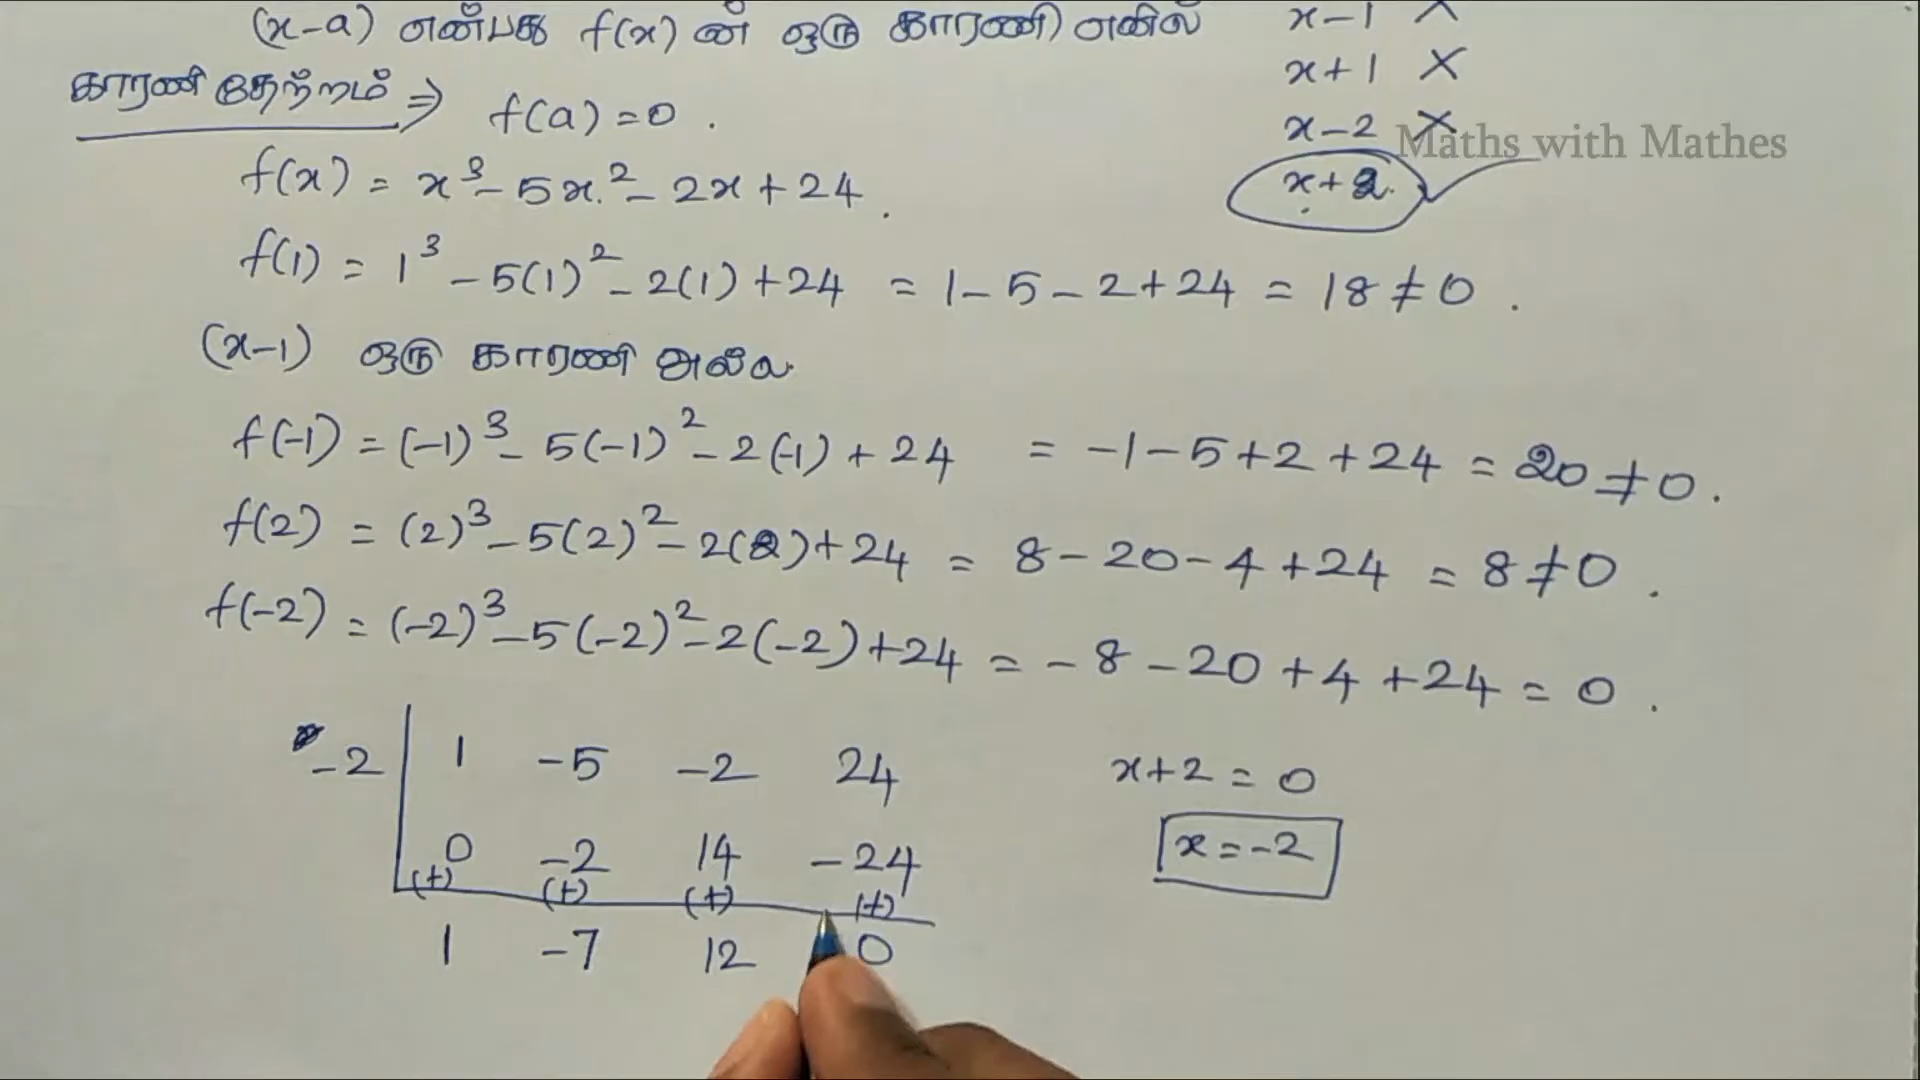 (x-a) என்பது f(x) ன் ஒரு காரணி எனில்
காரணி தேற்றம் ⇒ f(a) = 0 .
x-1 ×
x+1 ×
x-2 ×
x+2 ✓
Maths with Mathes
f(x) = x³ - 5x² - 2x + 24 .
f(1) = 1³ - 5(1)² - 2(1) + 24 = 1 - 5 - 2 + 24 = 18 ≠ 0 .
(x-1) ஒரு காரணி அல்ல
f(-1) = (-1)³ - 5(-1)² - 2(-1) + 24 = -1 - 5 + 2 + 24 = 20 ≠ 0 .
f(2) = (2)³ - 5(2)² - 2(2) + 24 = 8 - 20 - 4 + 24 = 8 ≠ 0 .
f(-2) = (-2)³ - 5(-2)² - 2(-2) + 24 = -8 - 20 + 4 + 24 = 0 .
-2 | 1 -5 -2 24
0 -2 14 -24
(+) (+) (+) (+)
1 -7 12 0
x+2 = 0
x = -2